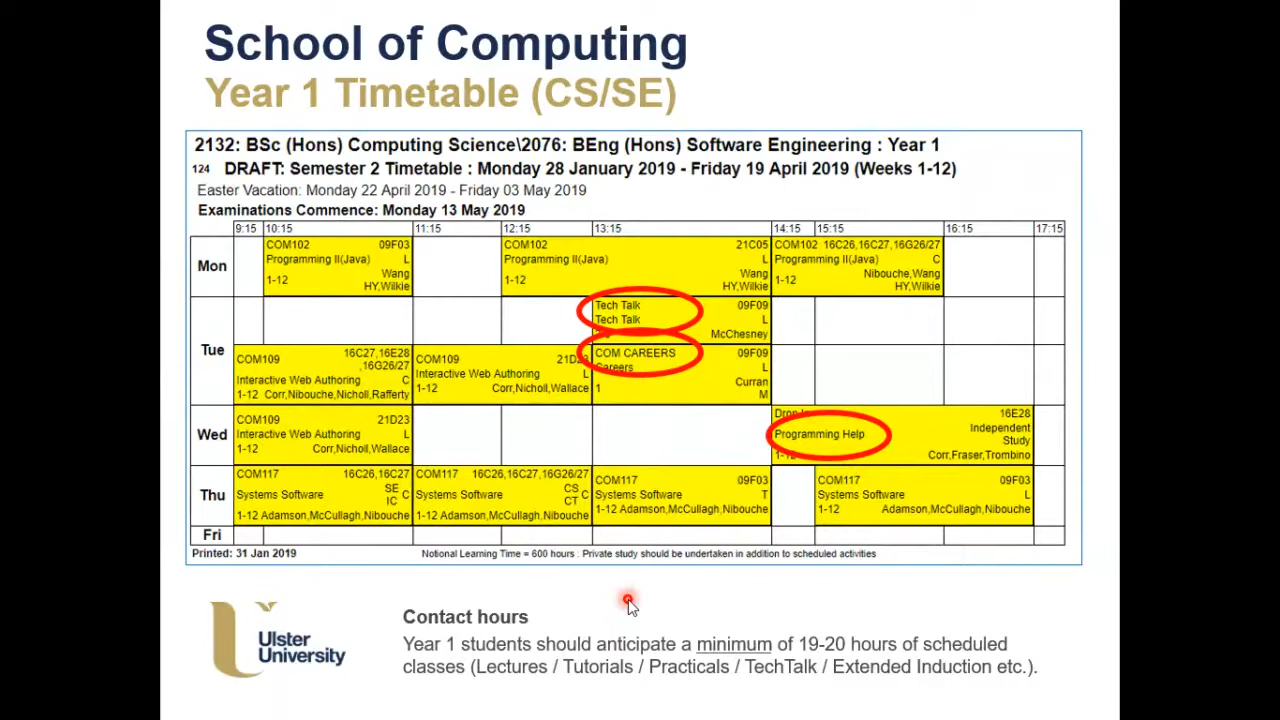 School of Computing
Year 1 Timetable (CS/SE)
2132: BSc (Hons) Computing Science\2076: BEng (Hons) Software Engineering : Year 1
124 DRAFT: Semester 2 Timetable : Monday 28 January 2019 - Friday 19 April 2019 (Weeks 1-12)
Easter Vacation: Monday 22 April 2019 - Friday 03 May 2019
Examinations Commence: Monday 13 May 2019
9:15 10:15 11:15 12:15 13:15 14:15 15:15 16:15 17:15
Mon
COM102 09F03
Programming II(Java) L
Wang
1-12 HY,Wilkie
COM102 21C05
Programming II(Java) L
Wang
1-12 HY,Wilkie
COM102 16C26,16C27,16G26/27
Programming II(Java) C
Nibouche,Wang
1-12 HY,Wilkie
Tue
Tech Talk 09F09
Tech Talk L
McChesney
COM109 16C27,16E28
,16G26/27
Interactive Web Authoring C
1-12 Corr,Nibouche,Nicholl,Rafferty
COM109 21D23
Interactive Web Authoring L
1-12 Corr,Nicholl,Wallace
COM CAREERS 09F09
Careers L
1 Curran
M
Wed
COM109 21D23
Interactive Web Authoring L
1-12 Corr,Nicholl,Wallace
Drop In 16E28
Programming Help Independent
Study
1-12 Corr,Fraser,Trombino
Thu
COM117 16C26,16C27
Systems Software SE C
IC
1-12 Adamson,McCullagh,Nibouche
COM117 16C26,16C27,16G26/27
Systems Software CS C
CT
1-12 Adamson,McCullagh,Nibouche
COM117 09F03
Systems Software T
1-12 Adamson,McCullagh,Nibouche
COM117 09F03
Systems Software L
1-12 Adamson,McCullagh,Nibouche
Fri
Printed: 31 Jan 2019 Notional Learning Time = 600 hours : Private study should be undertaken in addition to scheduled activities
Ulster
University
Contact hours
Year 1 students should anticipate a minimum of 19-20 hours of scheduled
classes (Lectures / Tutorials / Practicals / TechTalk / Extended Induction etc.).